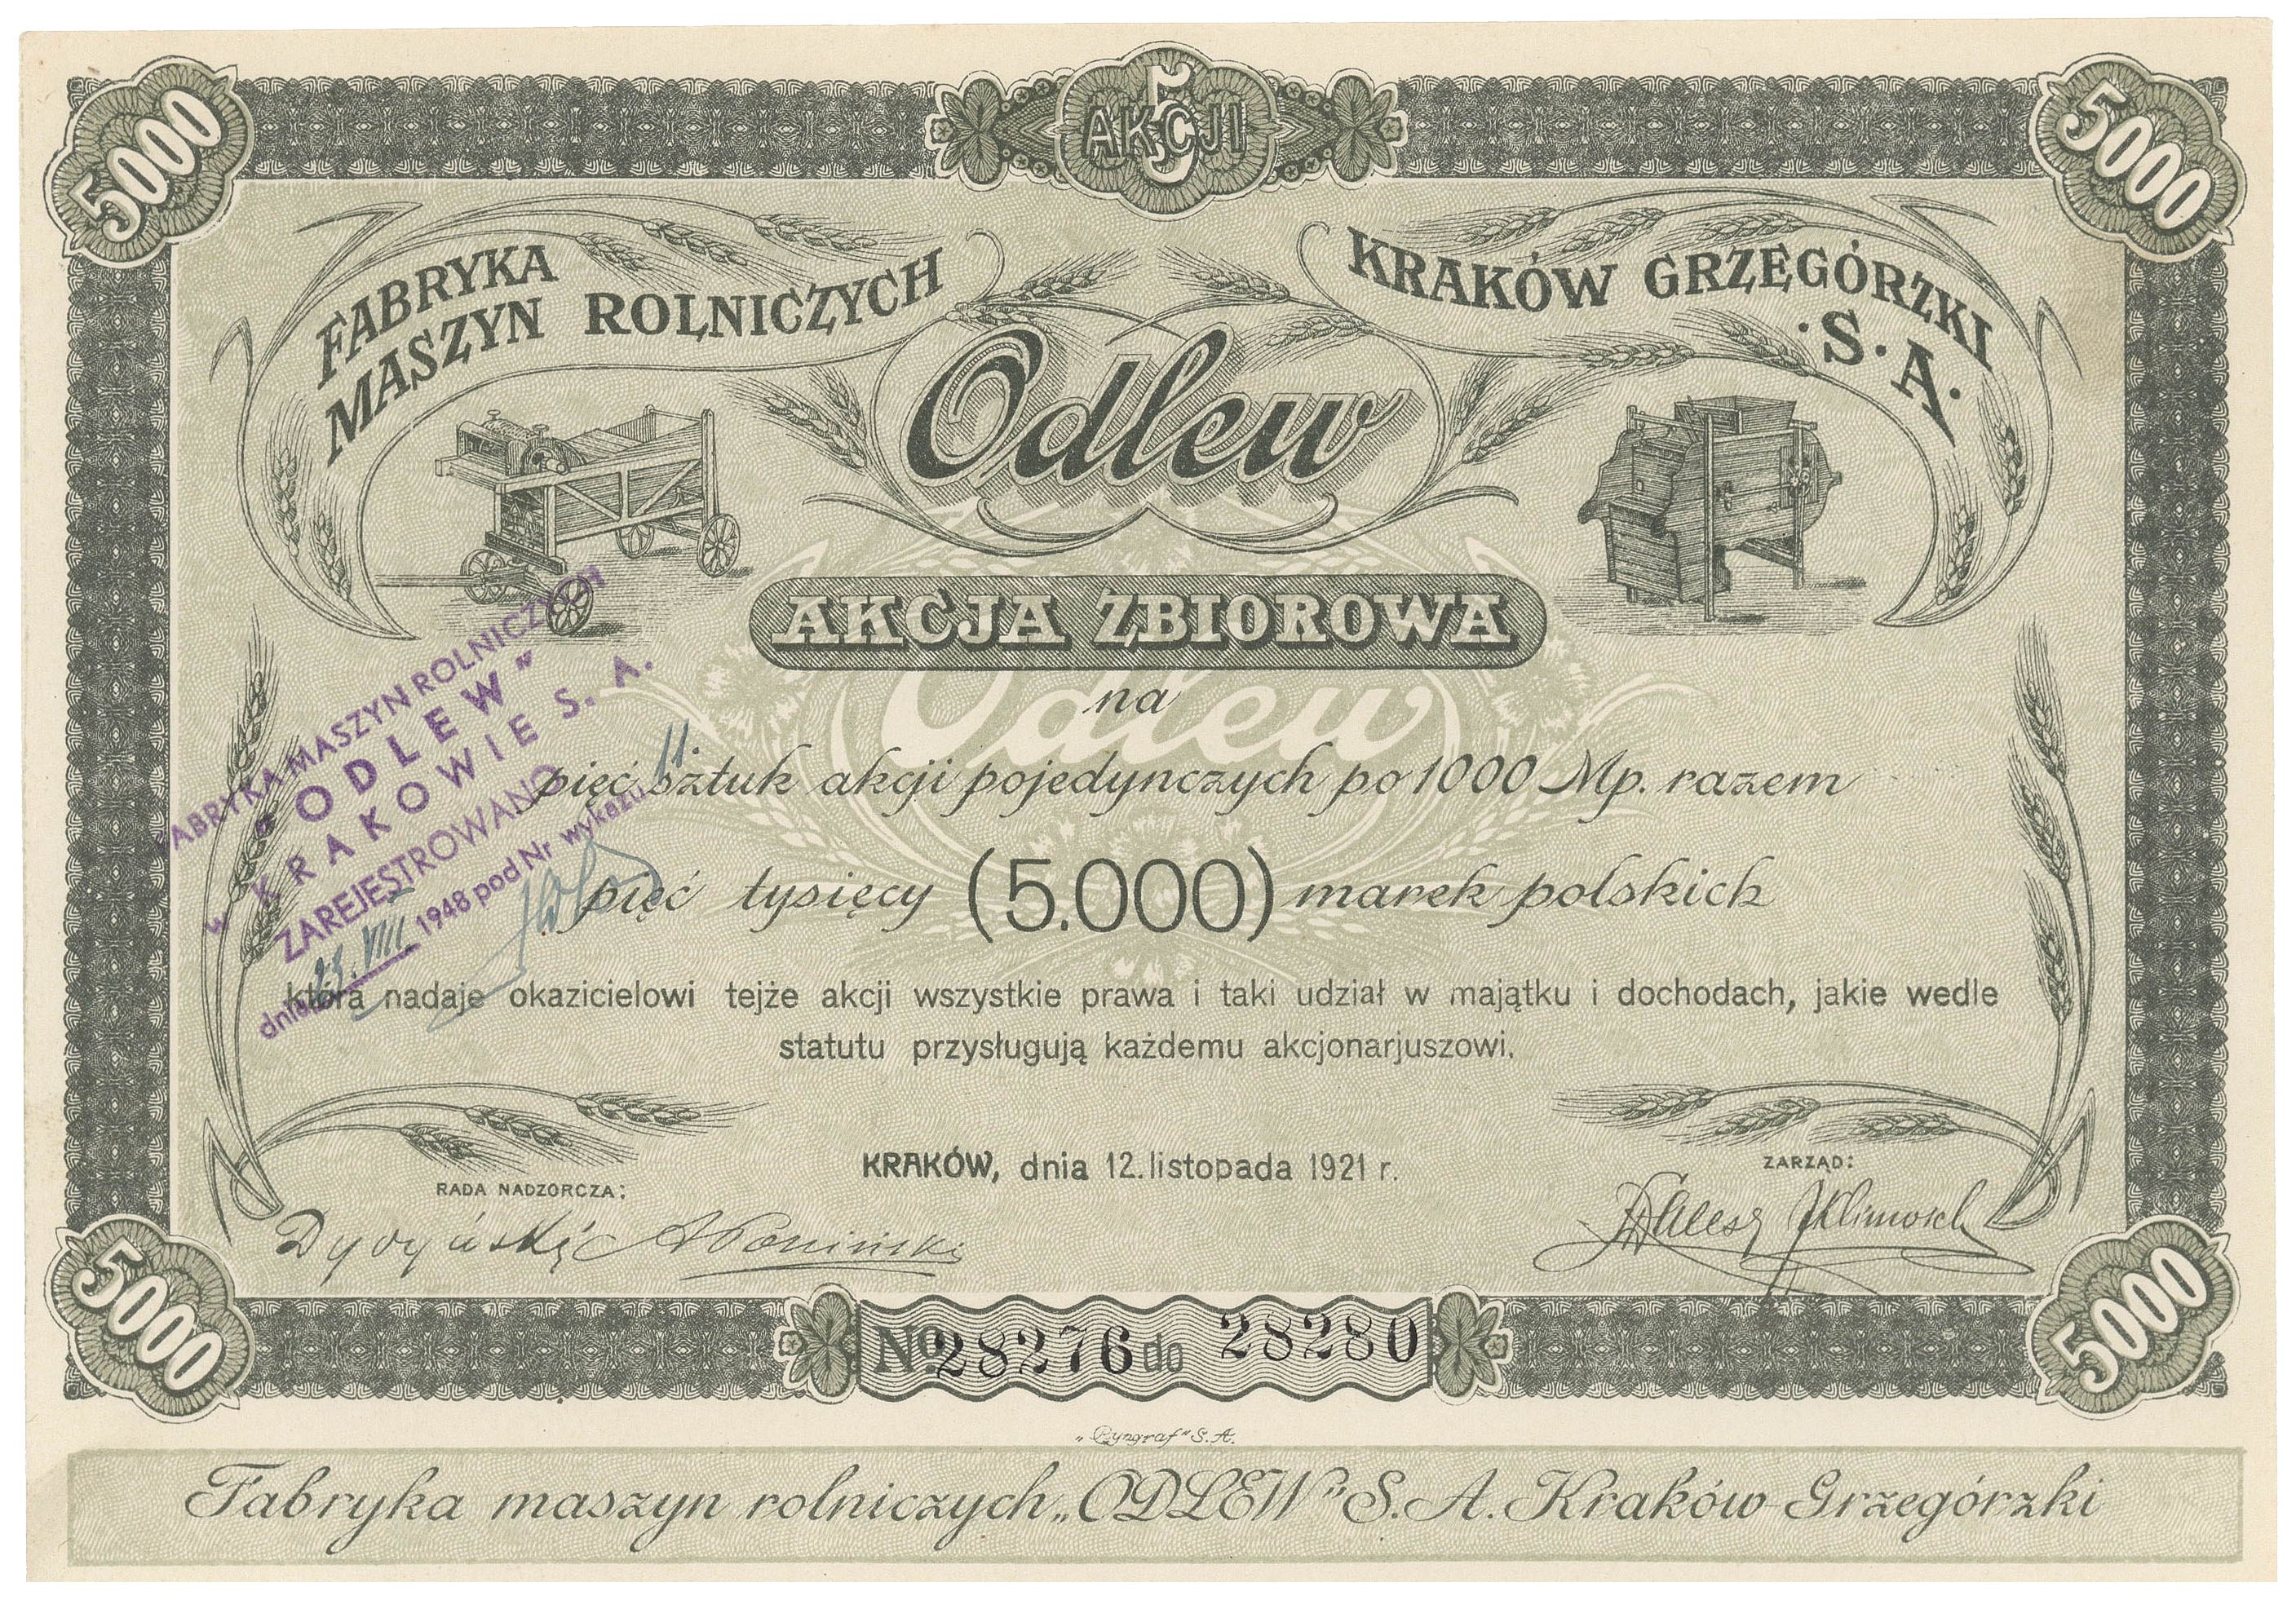 5000
5
AKCJI
5000
FABRYKA
MASZYN ROLNICZYCH
KRAKÓW GRZEGÓRZKI
S. A.
Odlew
AKCJA ZBIOROWA
Odlew
na
pięć sztuk akcji pojedynczych po 1000 Mp. razem
pięć tysięcy (5.000) marek polskich
która nadaje okazicielowi tejże akcji wszystkie prawa i taki udział w majątku i dochodach, jakie wedle
statutu przysługują każdemu akcjonarjuszowi.
FABRYKA MASZYN ROLNICZYCH
„ODLEW"
w KRAKOWIE S. A.
ZAREJESTROWANO
dnia VIII 1948 pod Nr wykazu 11
KRAKÓW, dnia 12. listopada 1921 r.
RADA NADZORCZA:
ZARZĄD:
5000
No 28276 do 28280
5000
„Ryngraf" S. A.
Fabryka maszyn rolniczych „ODLEW" S. A. Kraków-Grzegórzki